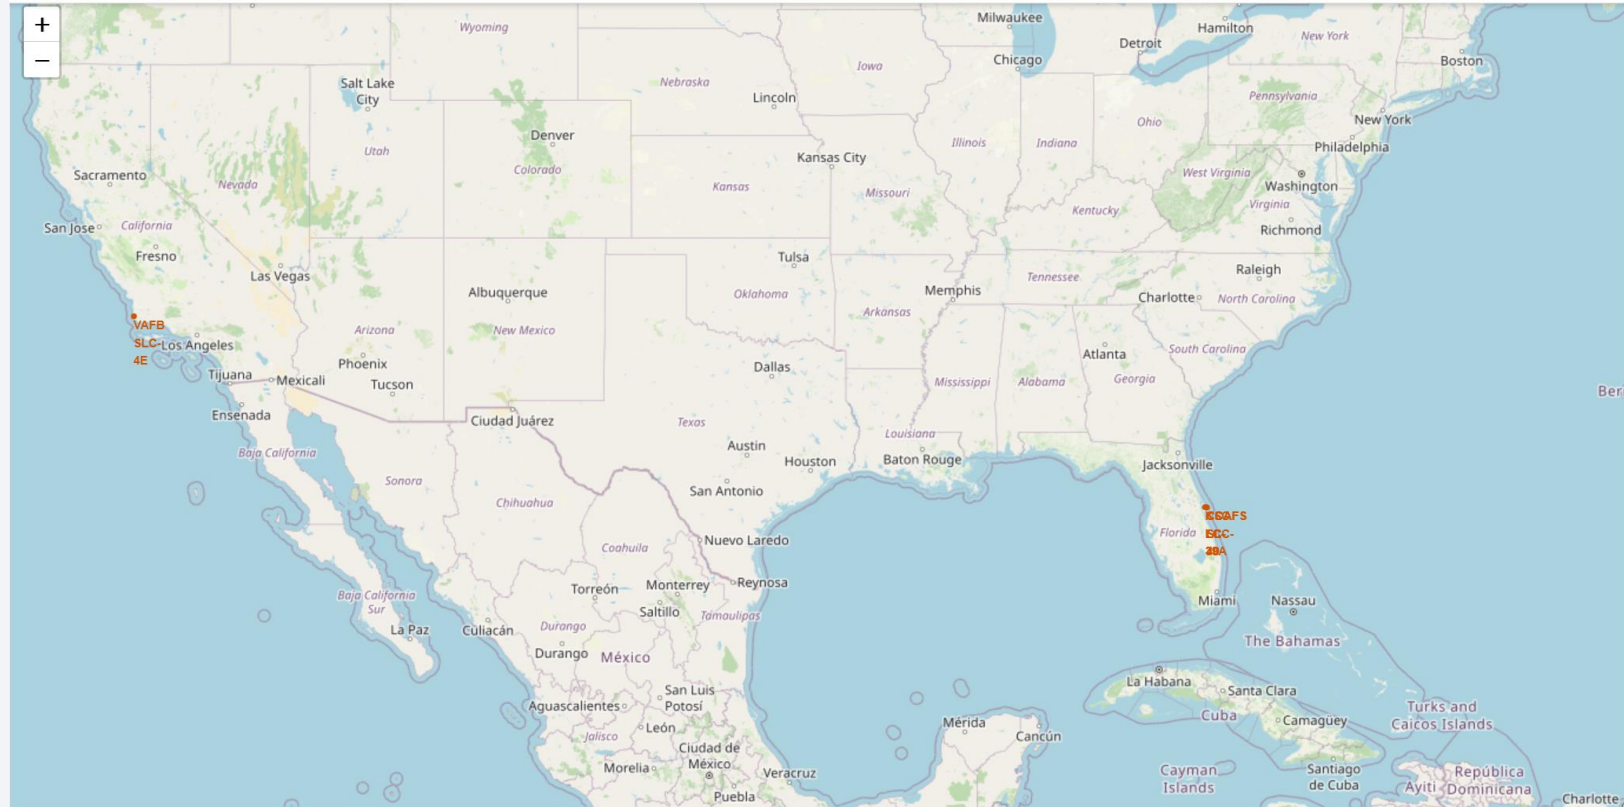 +
Milwaukee
Hamilton
Wyoming
New York
Detroit
−
Chicago
Boston
Iowa
Salt Lake
City
Nebraska
Lincoln
Pennsylvania
New York
Ohio
Denver
Illinois
Indiana
Philadelphia
Utah
Kansas City
Colorado
West Virginia
Sacramento
Nevada
Kansas
Missouri
Washington
Virginia
Kentucky
California
San Jose
Richmond
Fresno
Tulsa
Las Vegas
Raleigh
Tennessee
Albuquerque
Oklahoma
Memphis
Charlotte
North Carolina
Arkansas
VAFB
SLC-
4E
Arizona
New Mexico
Los Angeles
South Carolina
Atlanta
Phoenix
Dallas
Tijuana
Mexicali
Tucson
Mississippi
Alabama
Georgia
Ber
Ensenada
Ciudad Juárez
Texas
Louisiana
Austin
Baja California
Houston
Baton Rouge
Jacksonville
Sonora
San Antonio
Chihuahua
Florida
Nuevo Laredo
Coahuila
Reynosa
Monterrey
Torreón
Baja California
Sur
Miami
Nassau
Saltillo
Tamaulipas
La Paz
Culiacán
Durango
The Bahamas
Durango
México
La Habana
San Luis
Potosí
Santa Clara
Aguascalientes
Cuba
Turks and
Caicos Islands
Mérida
Camagüey
León
Jalisco
Cancún
Ciudad de
México
Morelia
Veracruz
Cayman
Islands
Santiago
de Cuba
República
Dominicana
Ayiti
Puebla
Charlotte